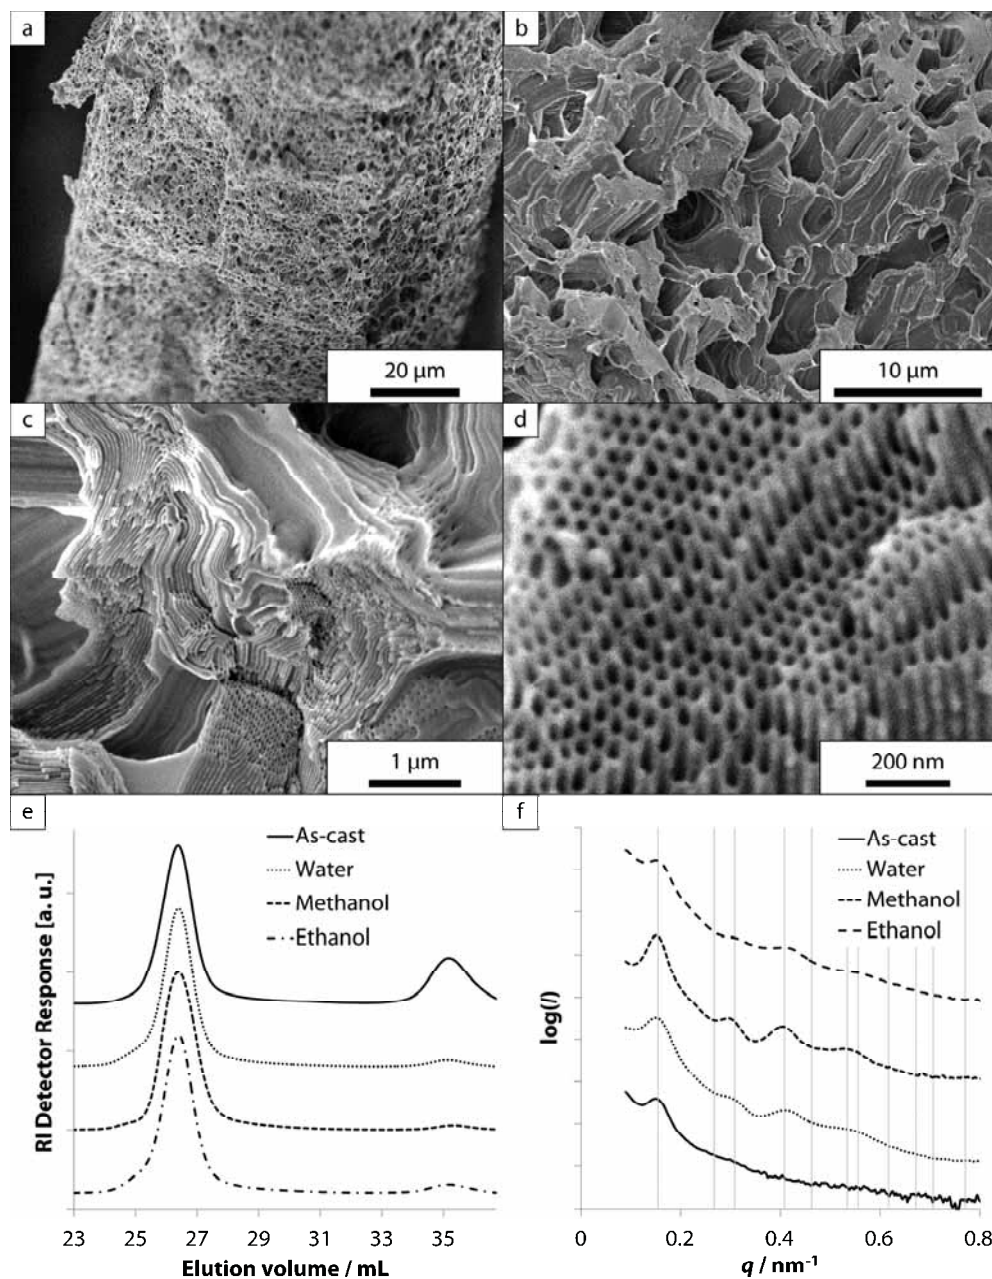 a
b
20 µm
10 µm
c
d
1 µm
200 nm
e
As-cast
Water
Methanol
Ethanol
RI Detector Response [a. u.]
23 25 27 29 31 33 35
Elution volume / mL
f
As-cast
Water
Methanol
Ethanol
log(I)
0 0.2 0.4 0.6 0.8
q / nm⁻¹